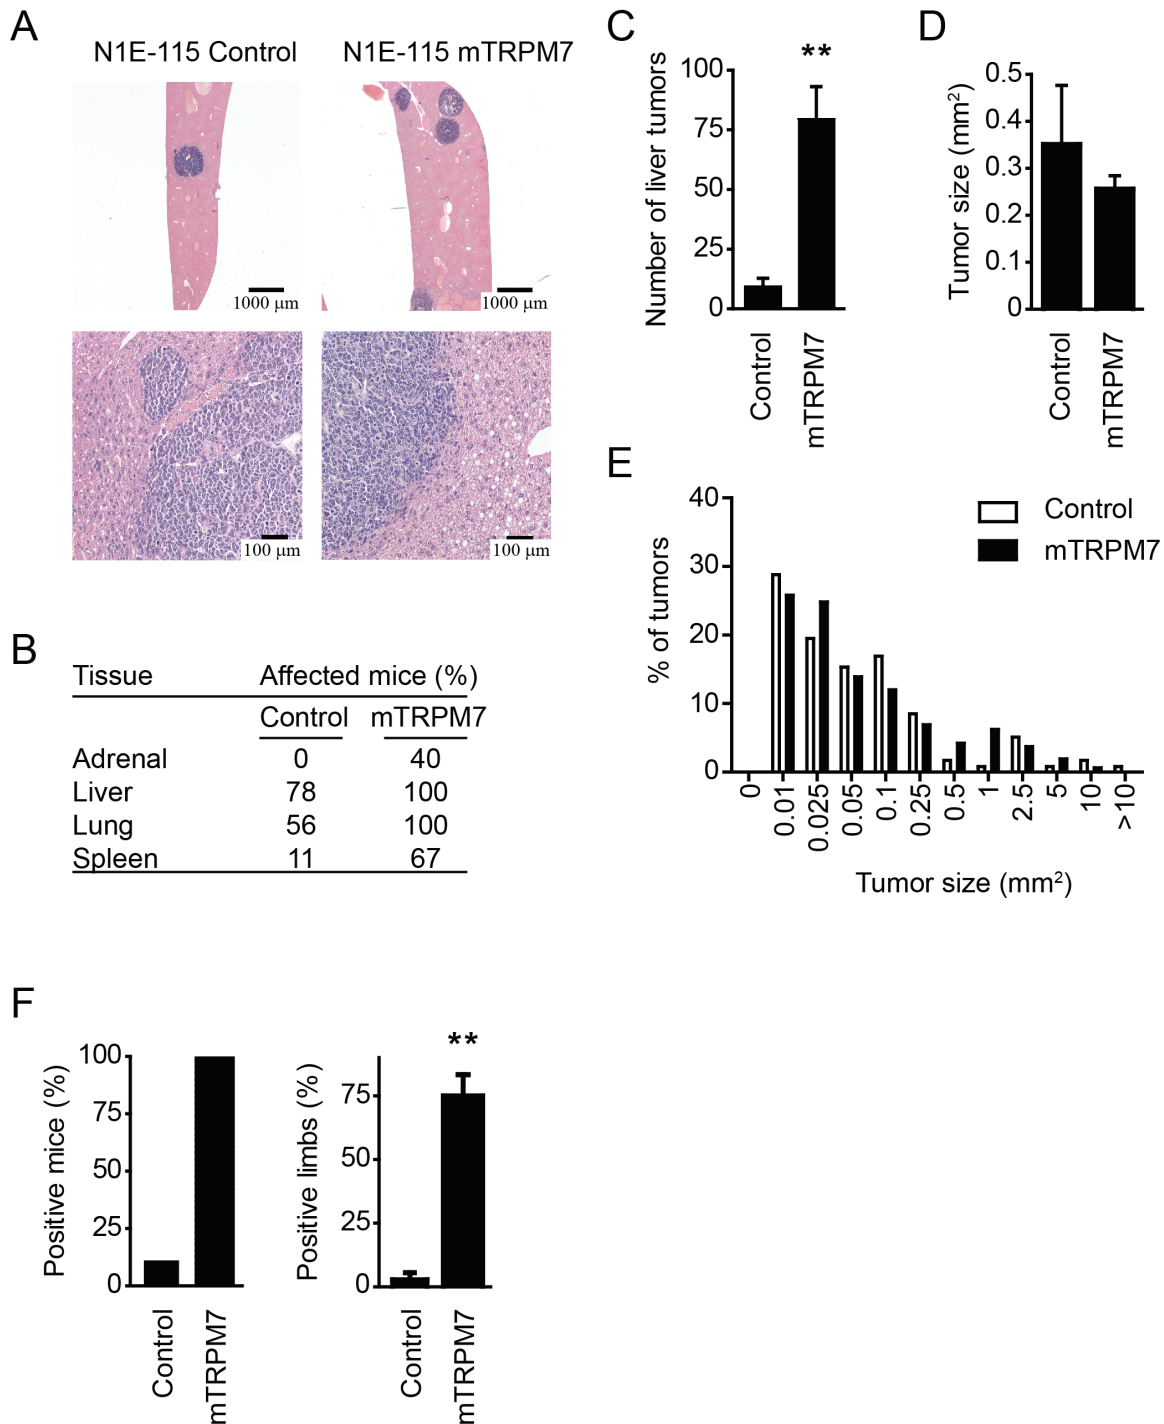 A
N1E-115 Control
N1E-115 mTRPM7
1000 μm
1000 μm
100 μm
100 μm
B
Tissue Affected mice (%)
Control mTRPM7
Adrenal 0 40
Liver 78 100
Lung 56 100
Spleen 11 67
C
**
Number of liver tumors
100
75
50
25
0
Control
mTRPM7
D
Tumor size (mm²)
0.5
0.4
0.3
0.2
0.1
0
Control
mTRPM7
E
% of tumors
40
30
20
10
0
Control
mTRPM7
0 0.01 0.025 0.05 0.1 0.25 0.5 1 2.5 5 10 >10
Tumor size (mm²)
F
Positive mice (%)
100
75
50
25
0
Control
mTRPM7
**
Positive limbs (%)
75
50
25
0
Control
mTRPM7